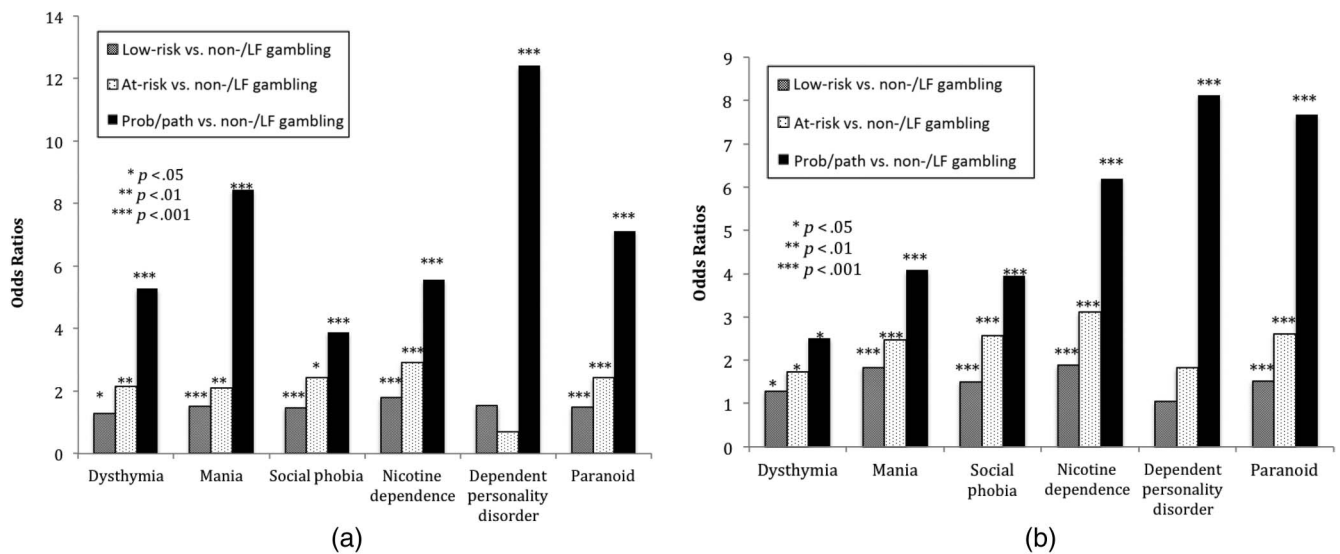 14
12
10
8
6
4
2
0
Odds Ratios
Low-risk vs. non-/LF gambling
At-risk vs. non-/LF gambling
Prob/path vs. non-/LF gambling
* p <.05
** p <.01
*** p <.001
* ** ***
*** ** ***
*** * ***
*** *** ***
***
*** *** ***
Dysthymia Mania Social phobia Nicotine Dependent Paranoid
dependence personality
disorder
(a)
9
8
7
6
5
4
3
2
1
0
Odds Ratios
Low-risk vs. non-/LF gambling
At-risk vs. non-/LF gambling
Prob/path vs. non-/LF gambling
* p <.05
** p <.01
*** p <.001
* * *
*** *** ***
*** *** ***
*** *** ***
***
*** *** ***
Dysthymia Mania Social Nicotine Dependent Paranoid
phobia dependence personality
disorder
(b)